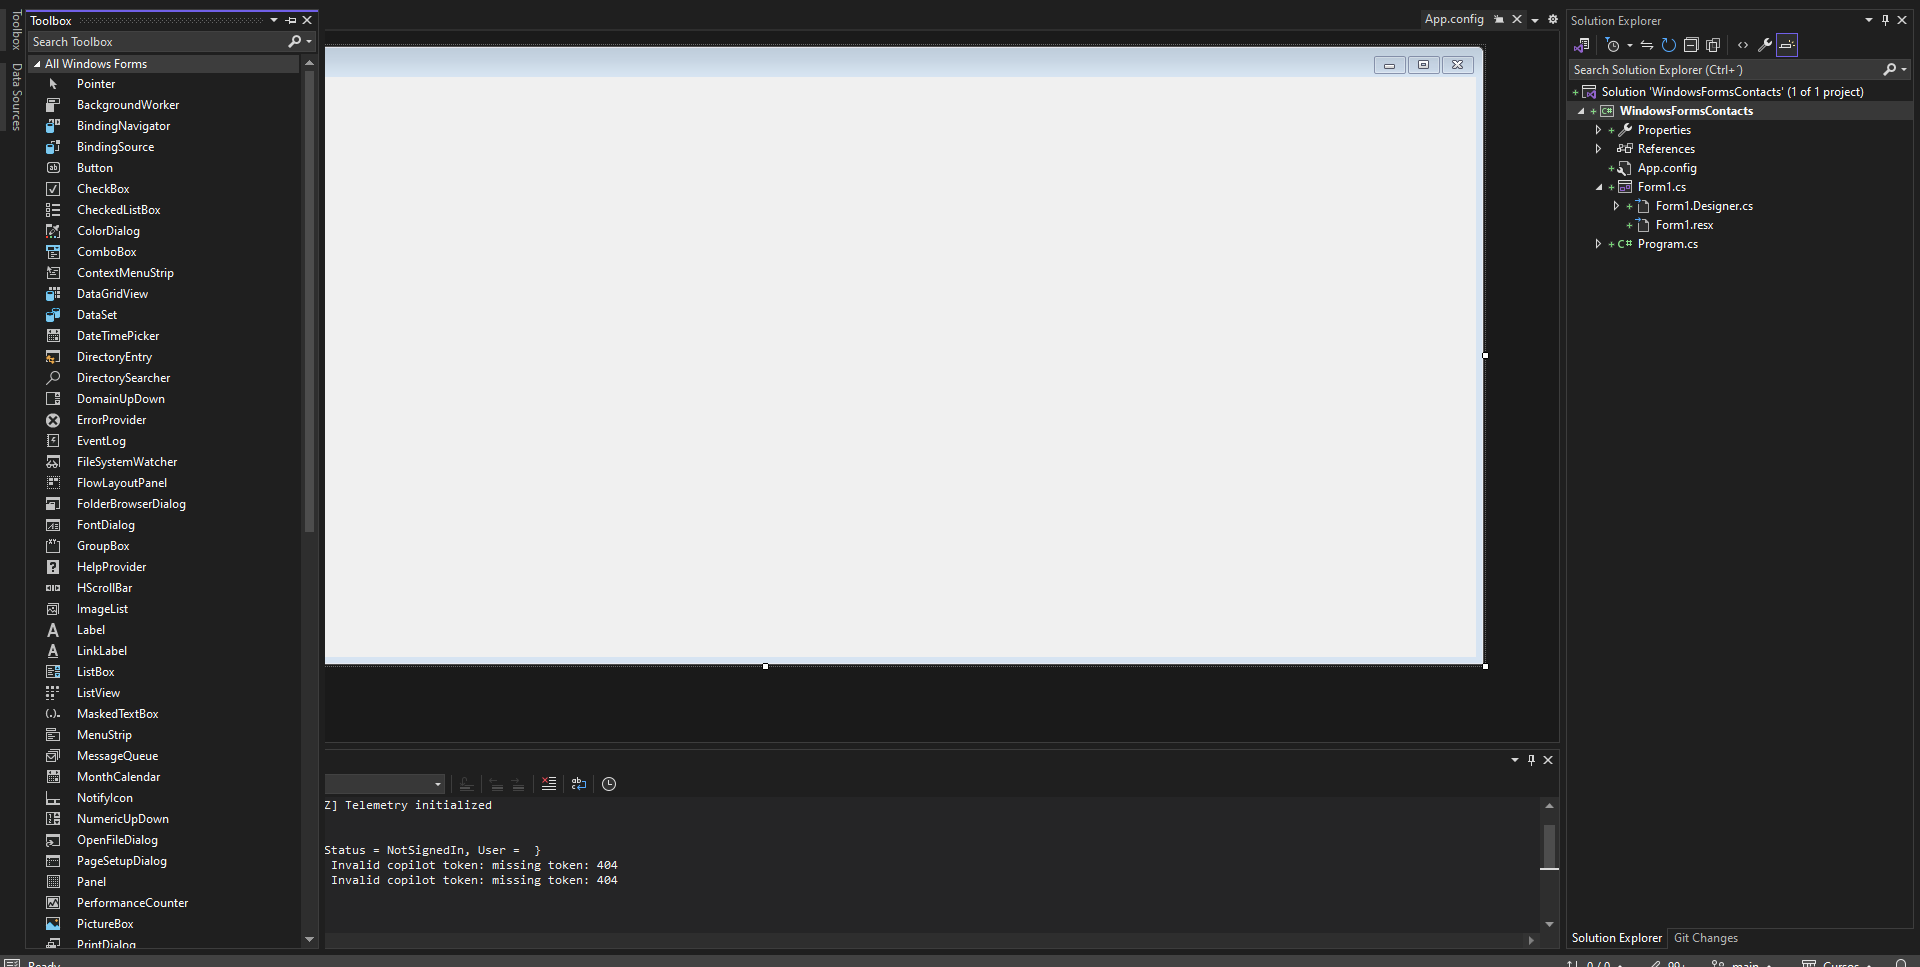 Toolbox
Data Sources
Toolbox
Search Toolbox
All Windows Forms
Pointer
BackgroundWorker
BindingNavigator
BindingSource
Button
CheckBox
CheckedListBox
ColorDialog
ComboBox
ContextMenuStrip
DataGridView
DataSet
DateTimePicker
DirectoryEntry
DirectorySearcher
DomainUpDown
ErrorProvider
EventLog
FileSystemWatcher
FlowLayoutPanel
FolderBrowserDialog
FontDialog
GroupBox
HelpProvider
HScrollBar
ImageList
Label
LinkLabel
ListBox
ListView
MaskedTextBox
MenuStrip
MessageQueue
MonthCalendar
NotifyIcon
NumericUpDown
OpenFileDialog
PageSetupDialog
Panel
PerformanceCounter
PictureBox
PrintDialog
App.config
Z] Telemetry initialized
Status = NotSignedIn, User =  }
Invalid copilot token: missing token: 404
Invalid copilot token: missing token: 404
Solution Explorer
Search Solution Explorer (Ctrl+´)
Solution 'WindowsFormsContacts' (1 of 1 project)
WindowsFormsContacts
Properties
References
App.config
Form1.cs
Form1.Designer.cs
Form1.resx
C# Program.cs
Solution Explorer Git Changes
Ready
0 / 0 99+ main Cursos